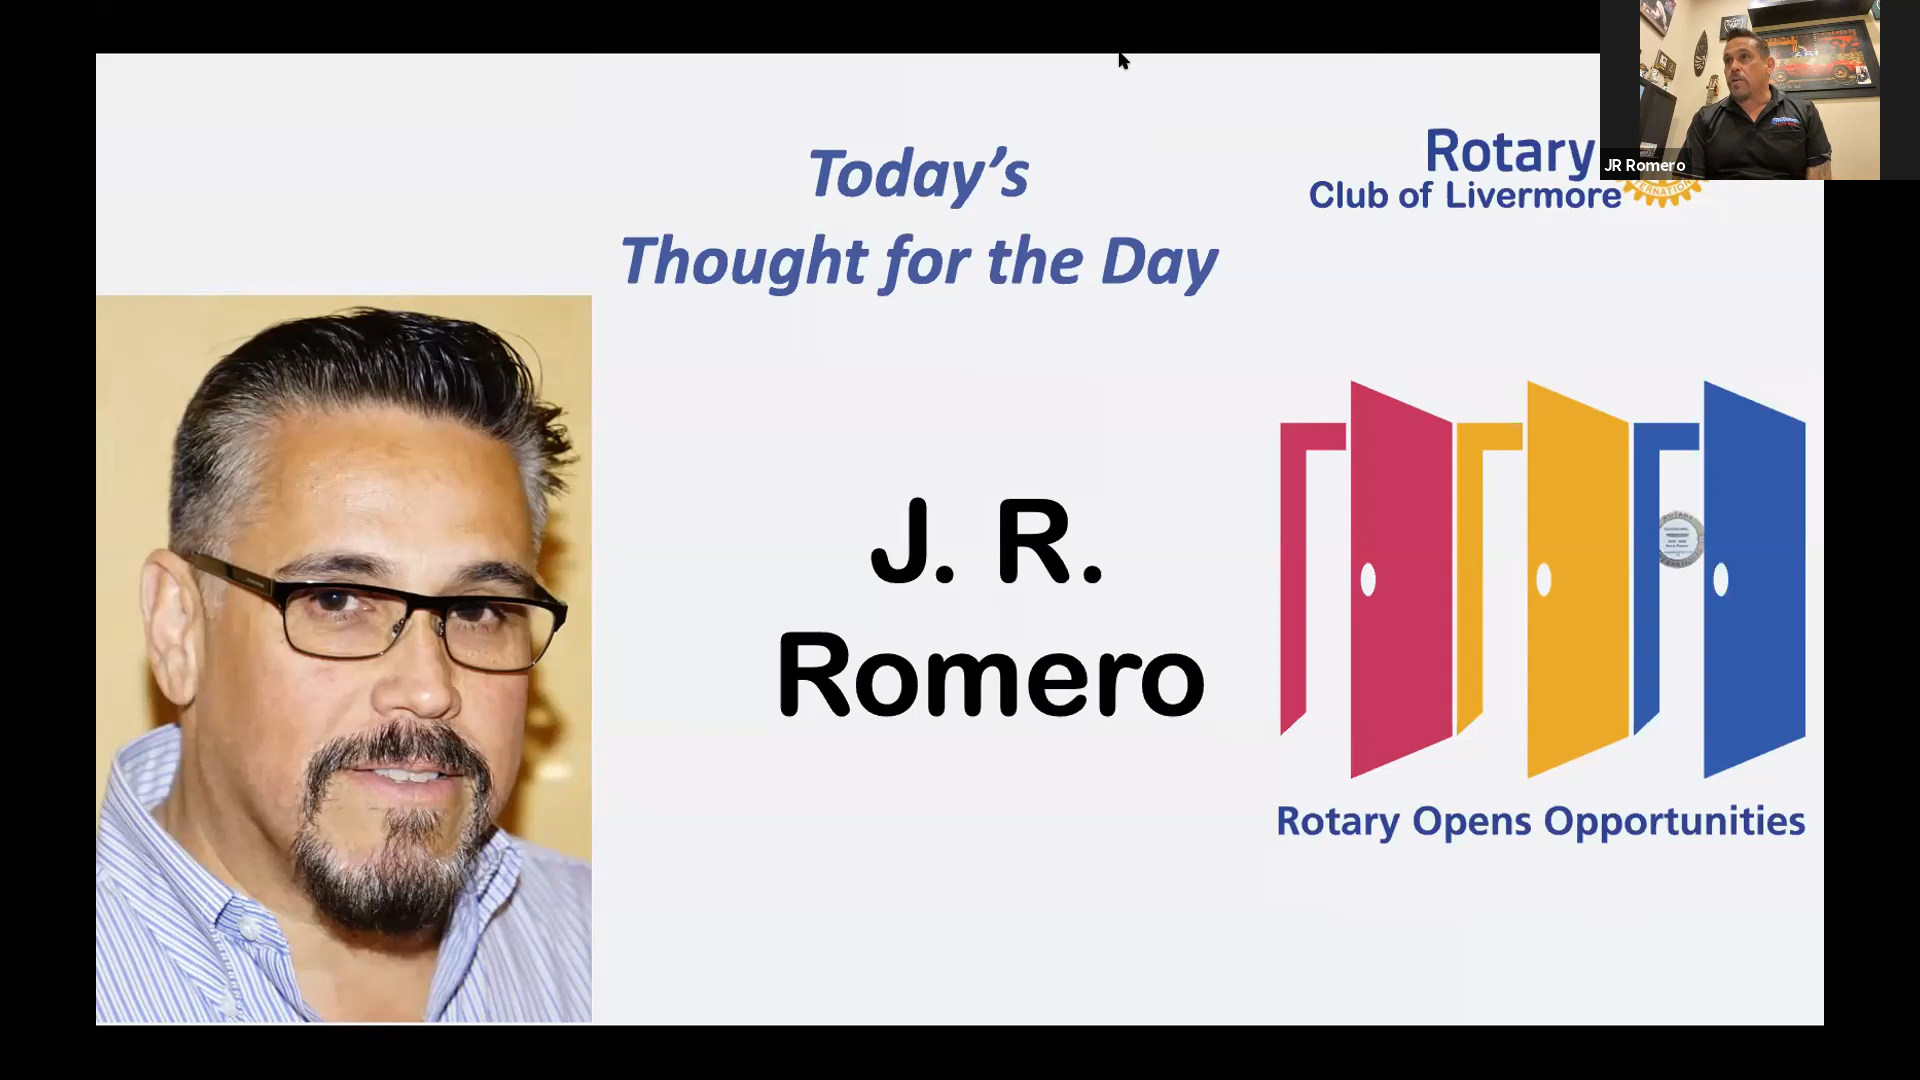 Today’s
Thought for the Day
Rotary
Club of Livermore
JR Romero
J. R.
Romero
Rotary Opens Opportunities